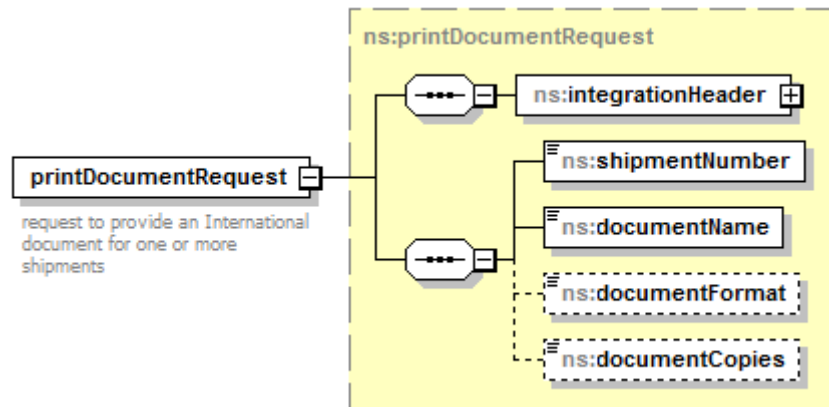 ns:printDocumentRequest
ns:integrationHeader
printDocumentRequest
request to provide an International
document for one or more
shipments
ns:shipmentNumber
ns:documentName
ns:documentFormat
ns:documentCopies